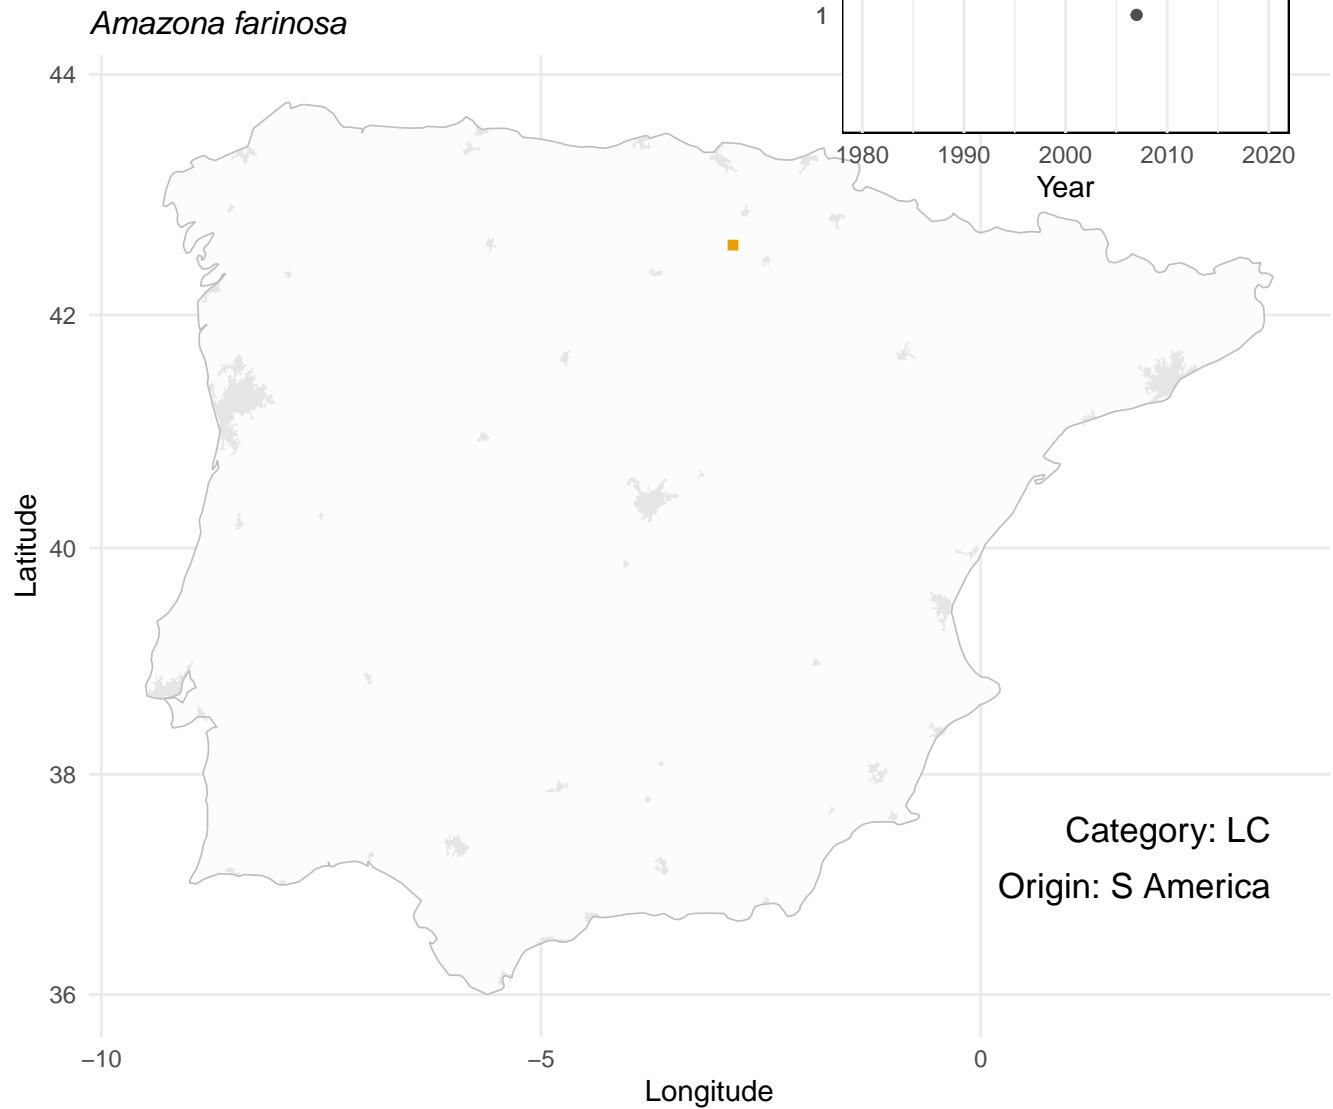 Amazona farinosa
1
1980 1990 2000 2010 2020
Year
44
42
40
38
36
Latitude
Category: LC
Origin: S America
−10 −5 0
Longitude